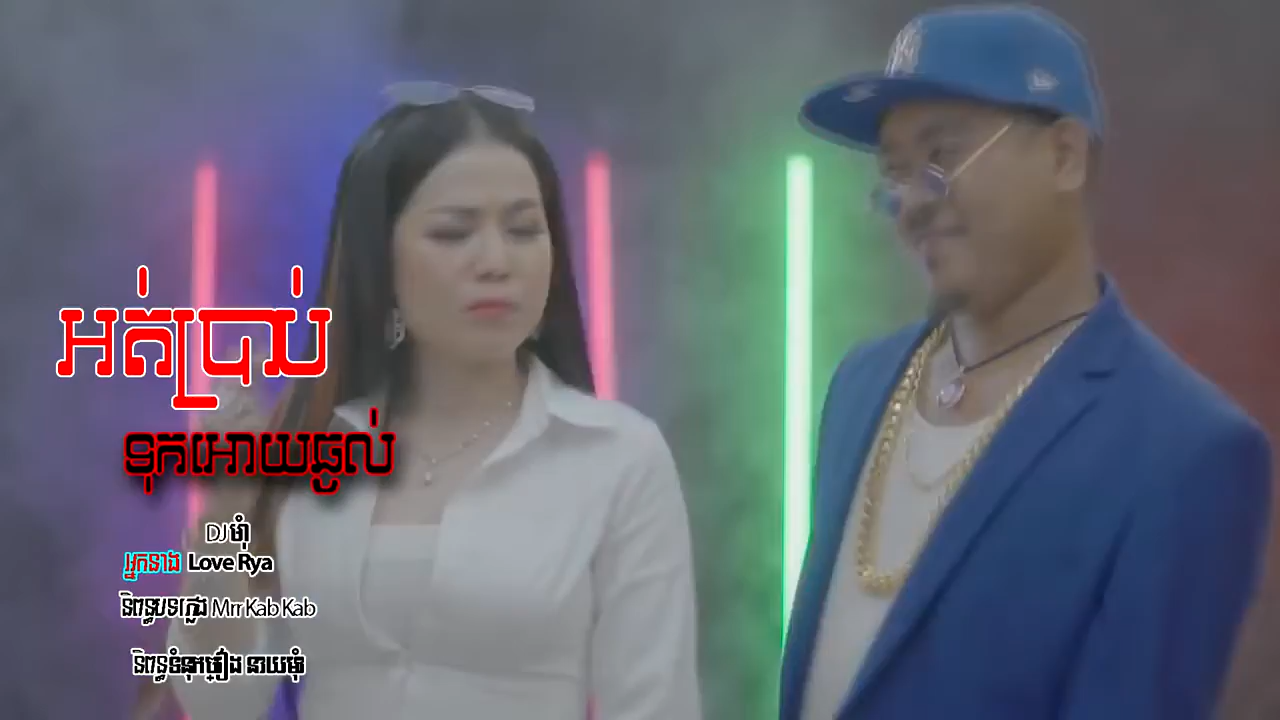 អត់ប្រាប់
ទុកអោយឆ្ងល់
DJ ម៉ុំ
អ្នកនាង Love Rya
និពន្ធបទភ្លេង Mrr Kab Kab
និពន្ធទំនុកច្រៀង នាយម៉ុំ